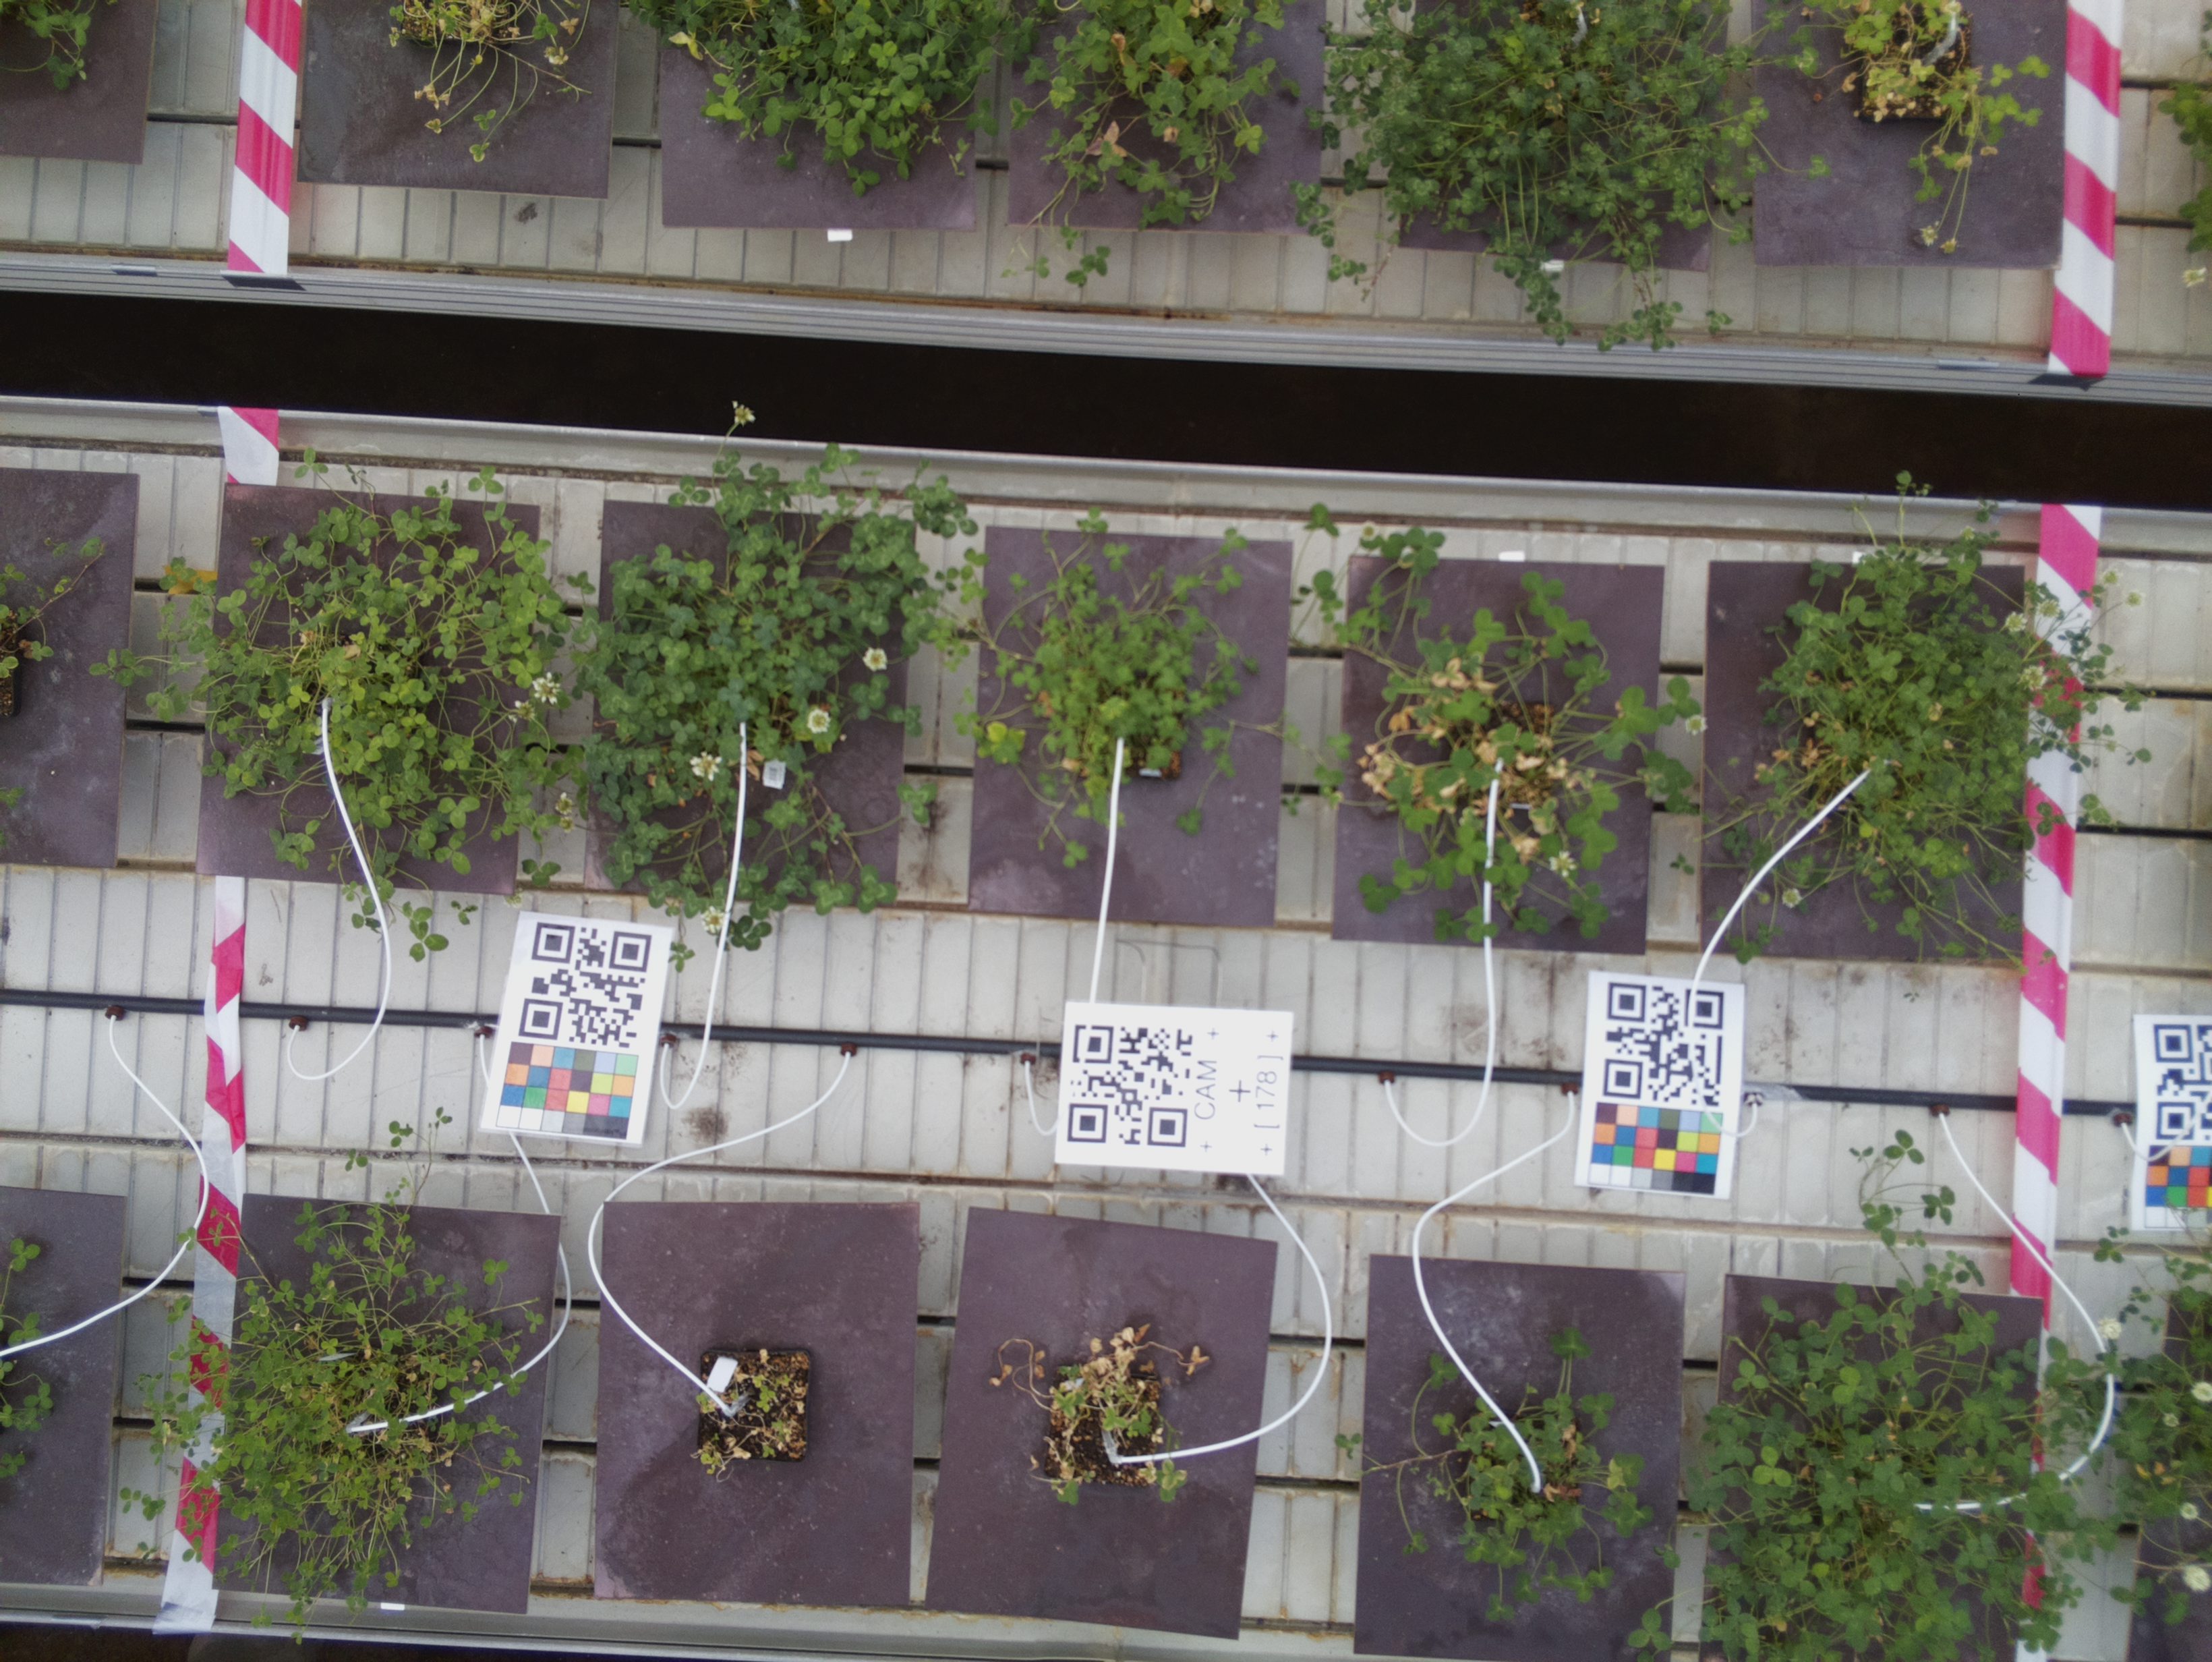 + CAM +
+
+ [ 178 ] +